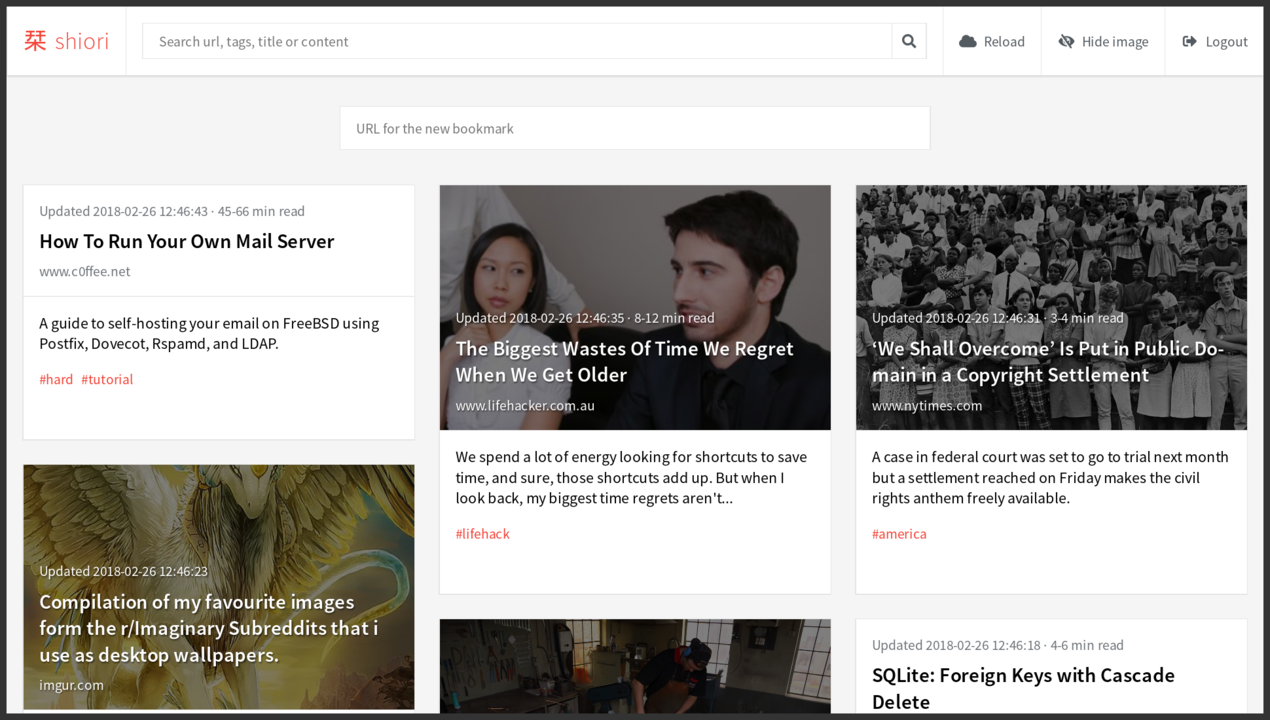 栞 shiori
Search url, tags, title or content
Reload
Hide image
Logout
URL for the new bookmark
Updated 2018-02-26 12:46:43 · 45-66 min read
How To Run Your Own Mail Server
www.c0ffee.net
A guide to self-hosting your email on FreeBSD using
Postfix, Dovecot, Rspamd, and LDAP.
#hard #tutorial
Updated 2018-02-26 12:46:23
Compilation of my favourite images
form the r/Imaginary Subreddits that i
use as desktop wallpapers.
imgur.com
Updated 2018-02-26 12:46:35 · 8-12 min read
The Biggest Wastes Of Time We Regret
When We Get Older
www.lifehacker.com.au
We spend a lot of energy looking for shortcuts to save
time, and sure, those shortcuts add up. But when I
look back, my biggest time regrets aren't...
#lifehack
Updated 2018-02-26 12:46:31 · 3-4 min read
‘We Shall Overcome’ Is Put in Public Do-
main in a Copyright Settlement
www.nytimes.com
A case in federal court was set to go to trial next month
but a settlement reached on Friday makes the civil
rights anthem freely available.
#america
Updated 2018-02-26 12:46:18 · 4-6 min read
SQLite: Foreign Keys with Cascade
Delete